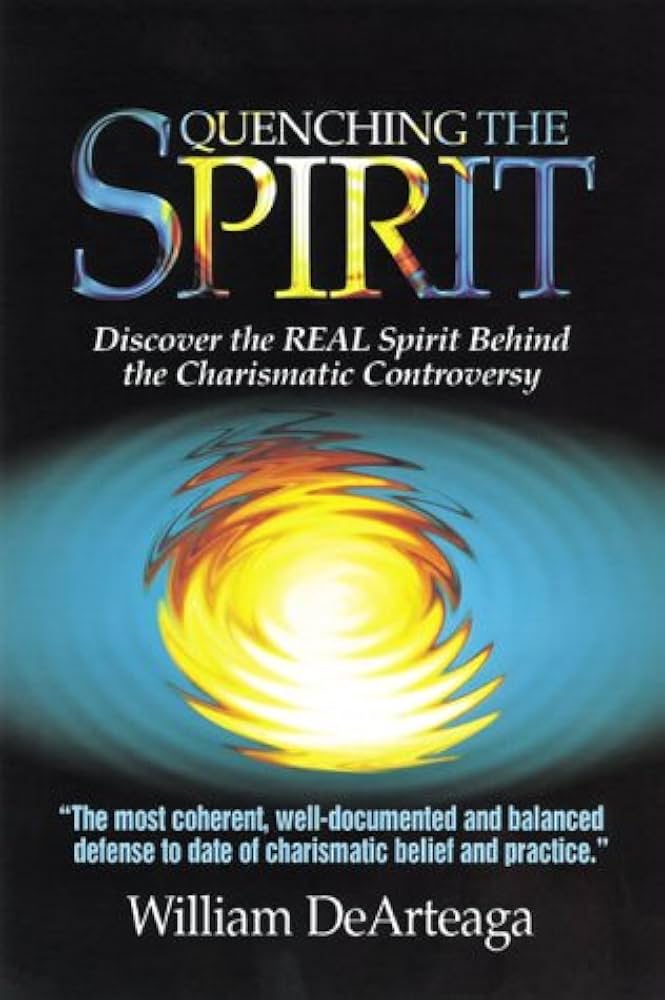 QUENCHING THE
SPIRIT
Discover the REAL Spirit Behind
the Charismatic Controversy
“The most coherent, well-documented and balanced
defense to date of charismatic belief and practice.”
William DeArteaga